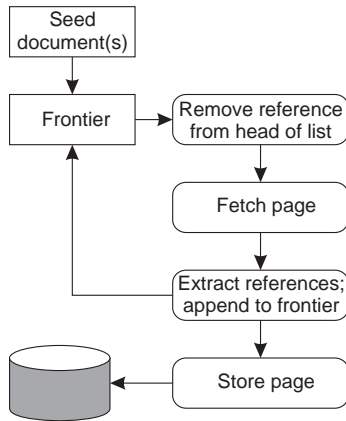 Seed
document(s)
Frontier
Remove reference
from head of list
Fetch page
Extract references;
append to frontier
Store page